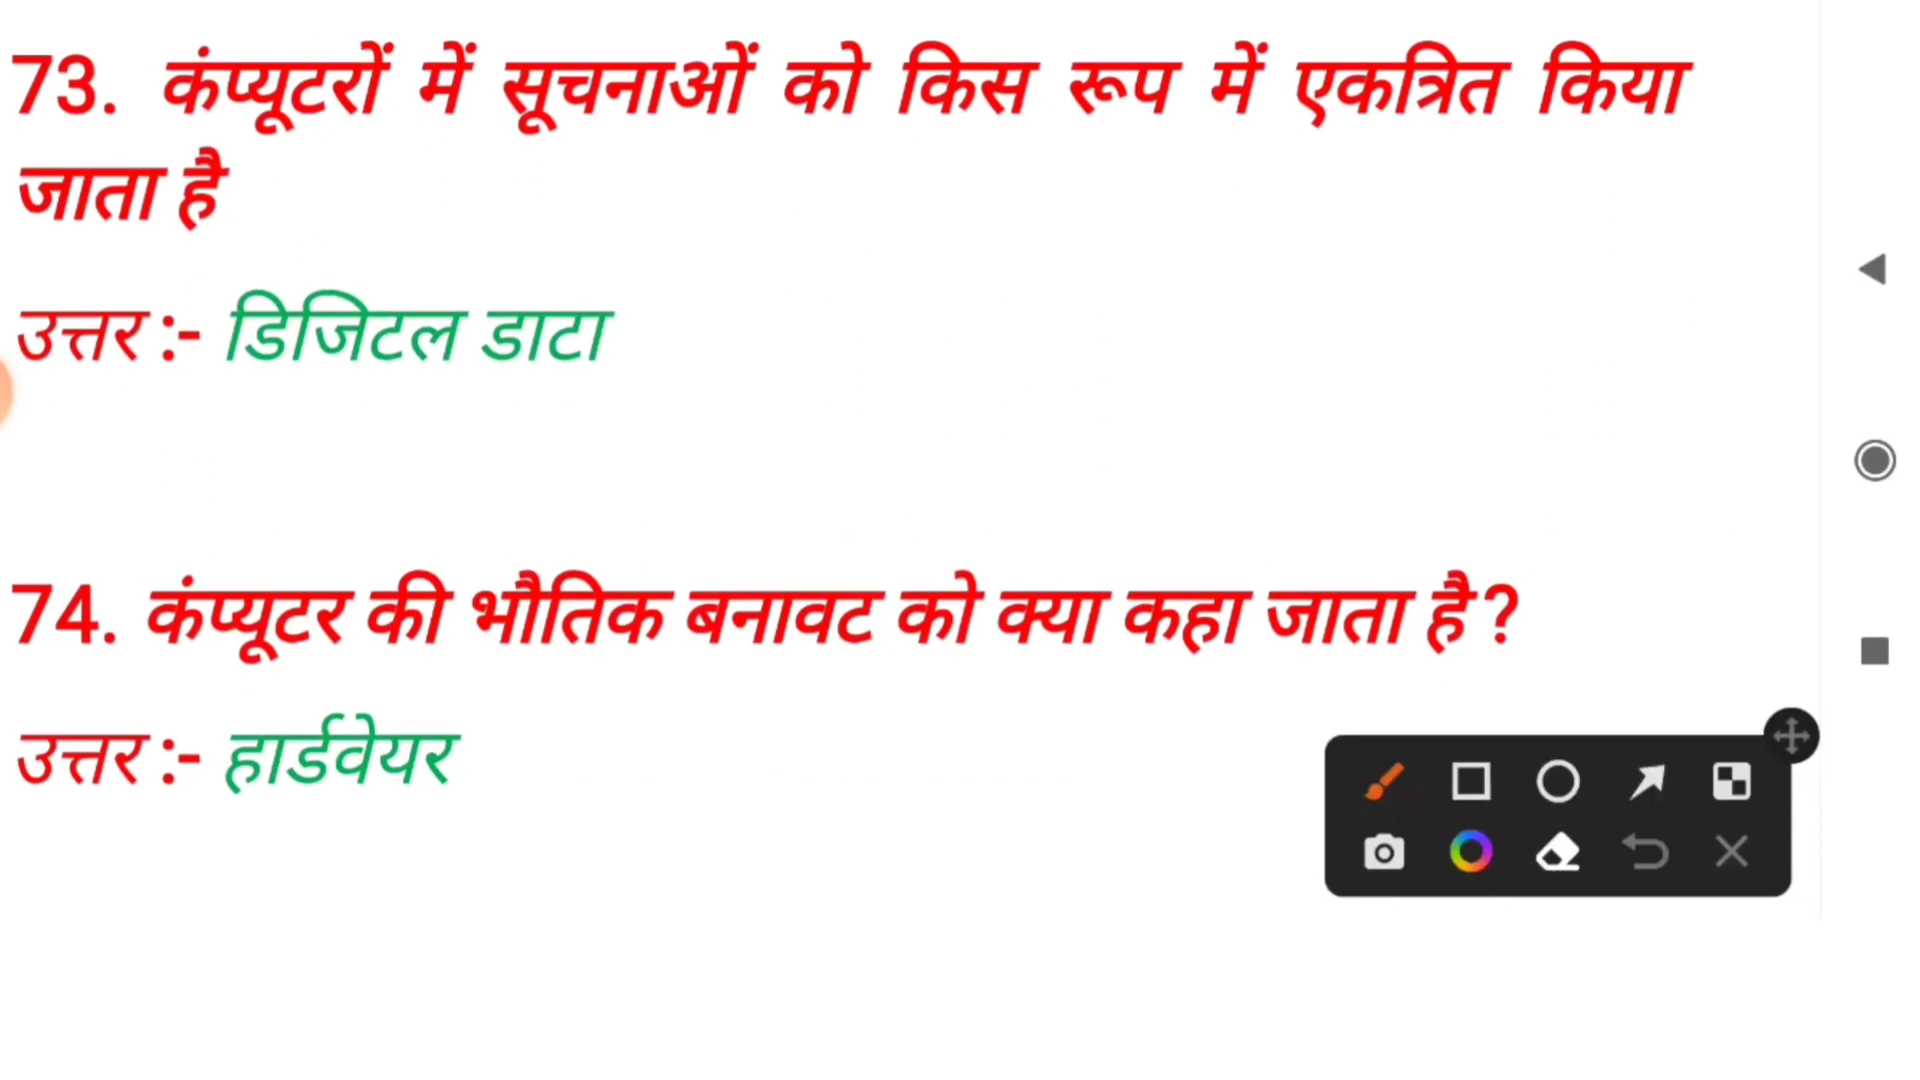 73. कंप्यूटरों में सूचनाओं को किस रूप में एकत्रित किया
जाता है
उत्तर :- डिजिटल डाटा
74. कंप्यूटर की भौतिक बनावट को क्या कहा जाता है ?
उत्तर :- हार्डवेयर